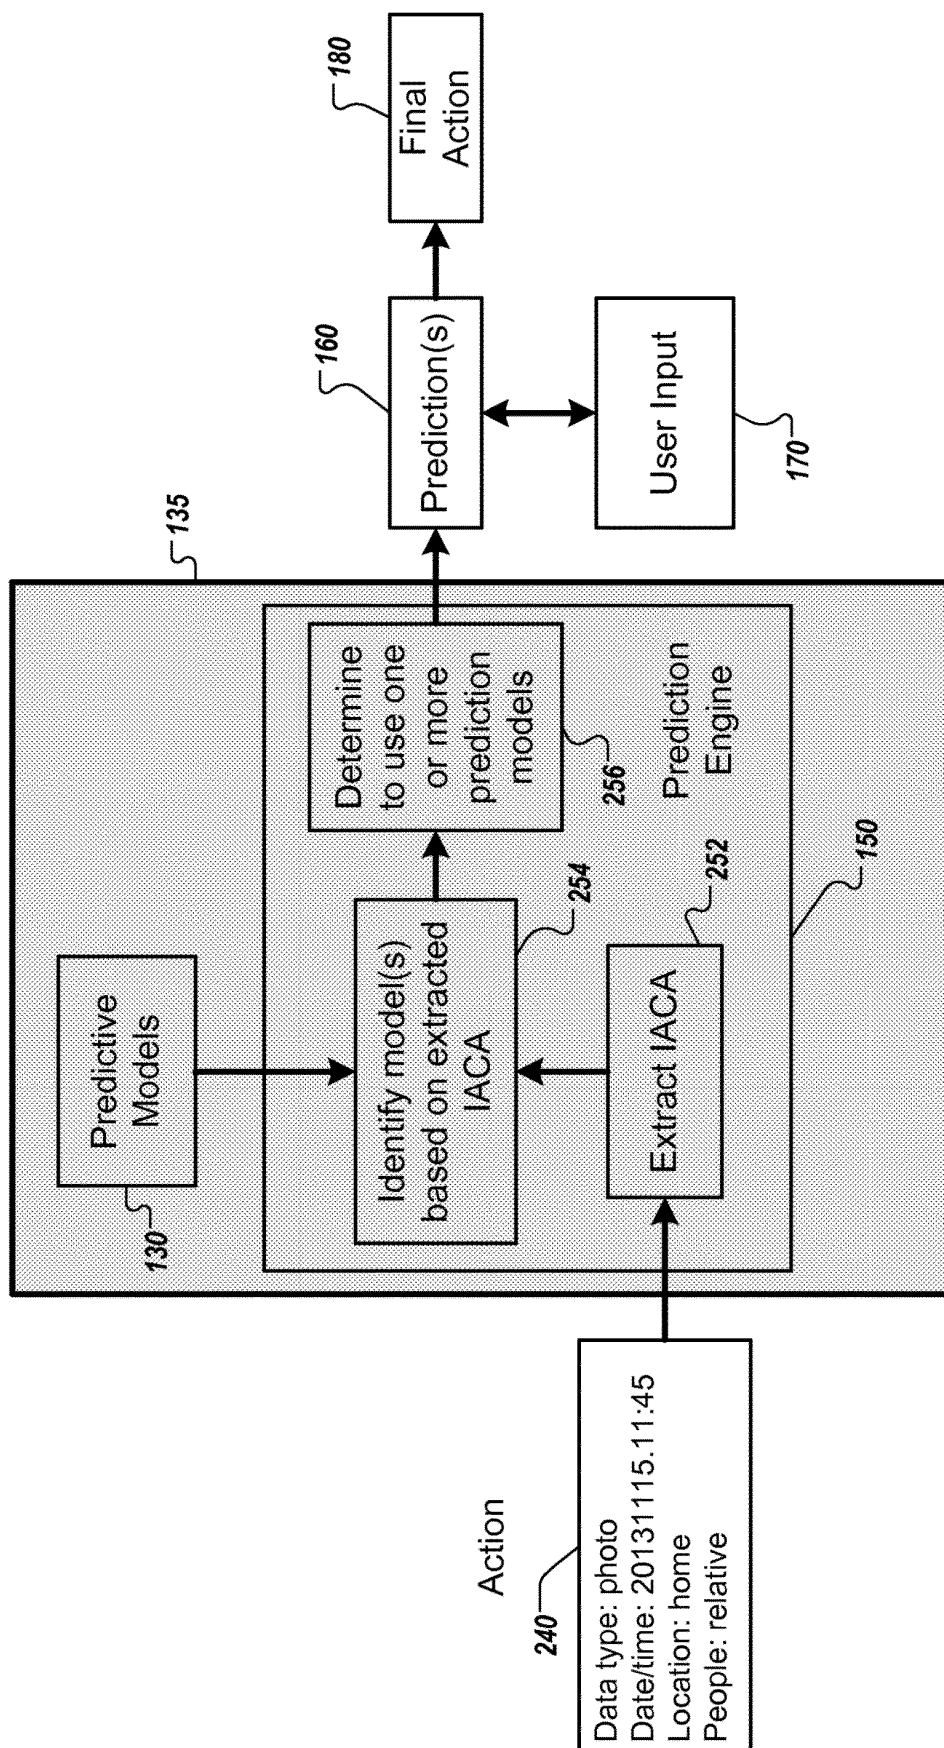 Action
240
Data type: photo
Date/time: 20131115.11:45
Location: home
People: relative
135
130
Predictive
Models
Identify model(s)
based on extracted
IACA
254
Extract IACA
252
150
Determine
to use one
or more
prediction
models
256
Prediction
Engine
160
Prediction(s)
User Input
170
180
Final
Action